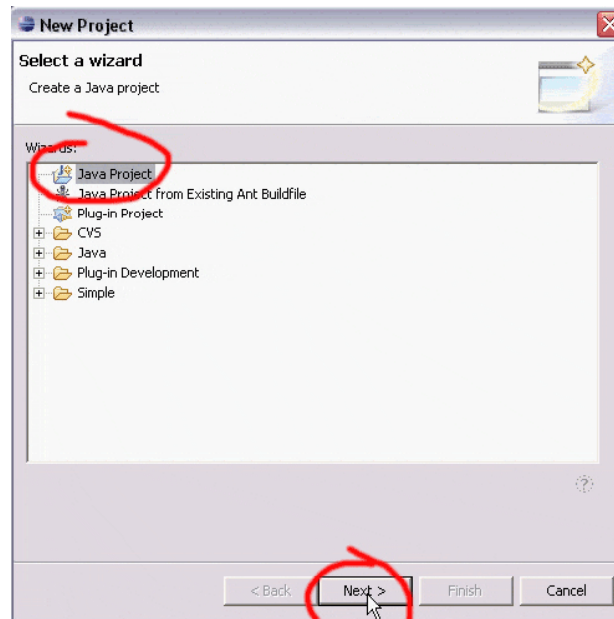 New Project
Select a wizard
Create a Java project
Wizards:
Java Project
Java Project from Existing Ant Buildfile
Plug-in Project
CVS
Java
Plug-in Development
Simple
< Back Next > Finish Cancel